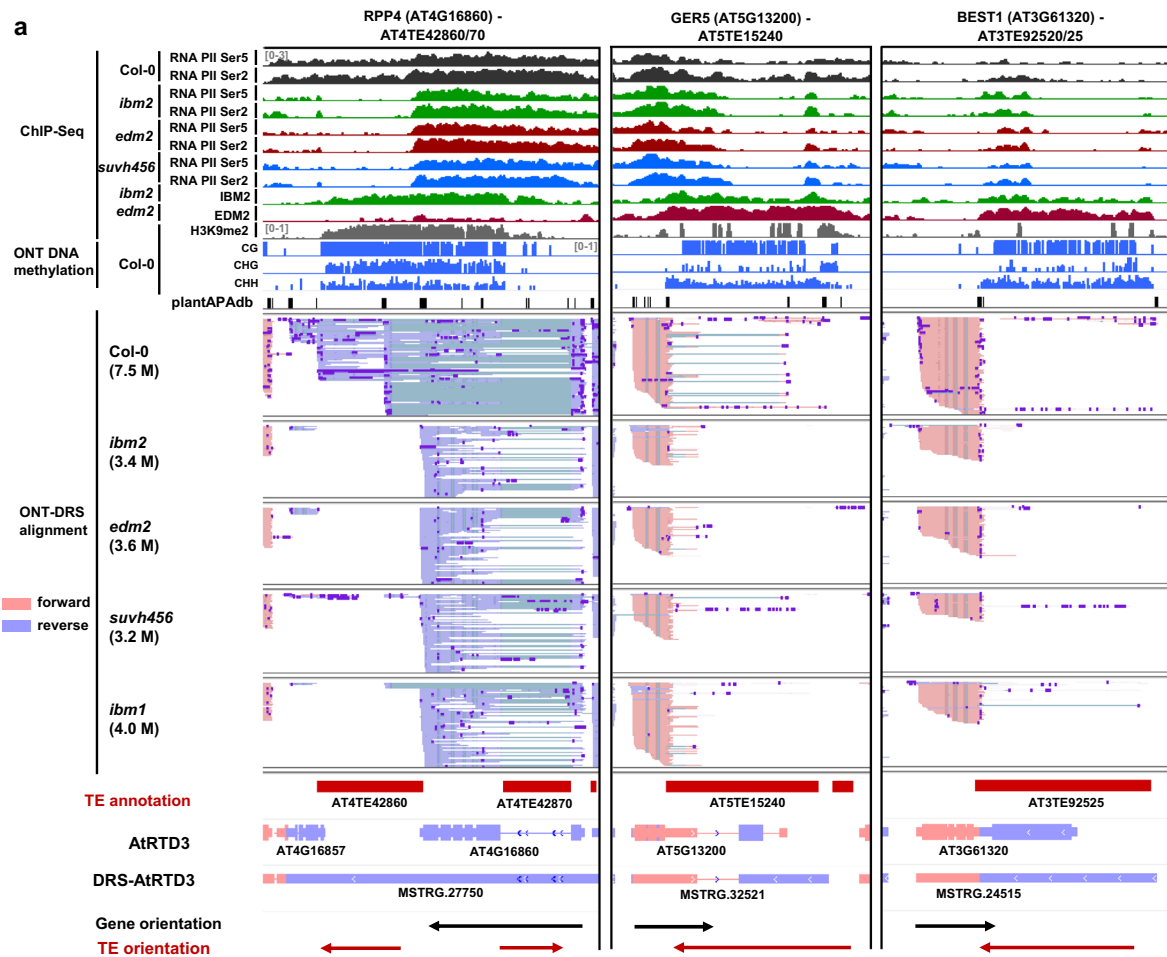 a
RPP4 (AT4G16860) -
AT4TE42860/70
GER5 (AT5G13200) -
AT5TE15240
BEST1 (AT3G61320) -
AT3TE92520/25
ChIP-Seq
Col-0
RNA PII Ser5
[0-3]
RNA PII Ser2
ibm2
RNA PII Ser5
RNA PII Ser2
edm2
RNA PII Ser5
RNA PII Ser2
suvh456
RNA PII Ser5
RNA PII Ser2
ibm2
IBM2
edm2
EDM2
H3K9me2
[0-1]
ONT DNA
methylation
Col-0
CG
[0-1]
CHG
CHH
plantAPAdb
ONT-DRS
alignment
Col-0
(7.5 M)
ibm2
(3.4 M)
edm2
(3.6 M)
suvh456
(3.2 M)
ibm1
(4.0 M)
forward
reverse
TE annotation
AT4TE42860
AT4TE42870
AT5TE15240
AT3TE92525
AtRTD3
AT4G16857
AT4G16860
AT5G13200
AT3G61320
DRS-AtRTD3
MSTRG.27750
MSTRG.32521
MSTRG.24515
Gene orientation
TE orientation